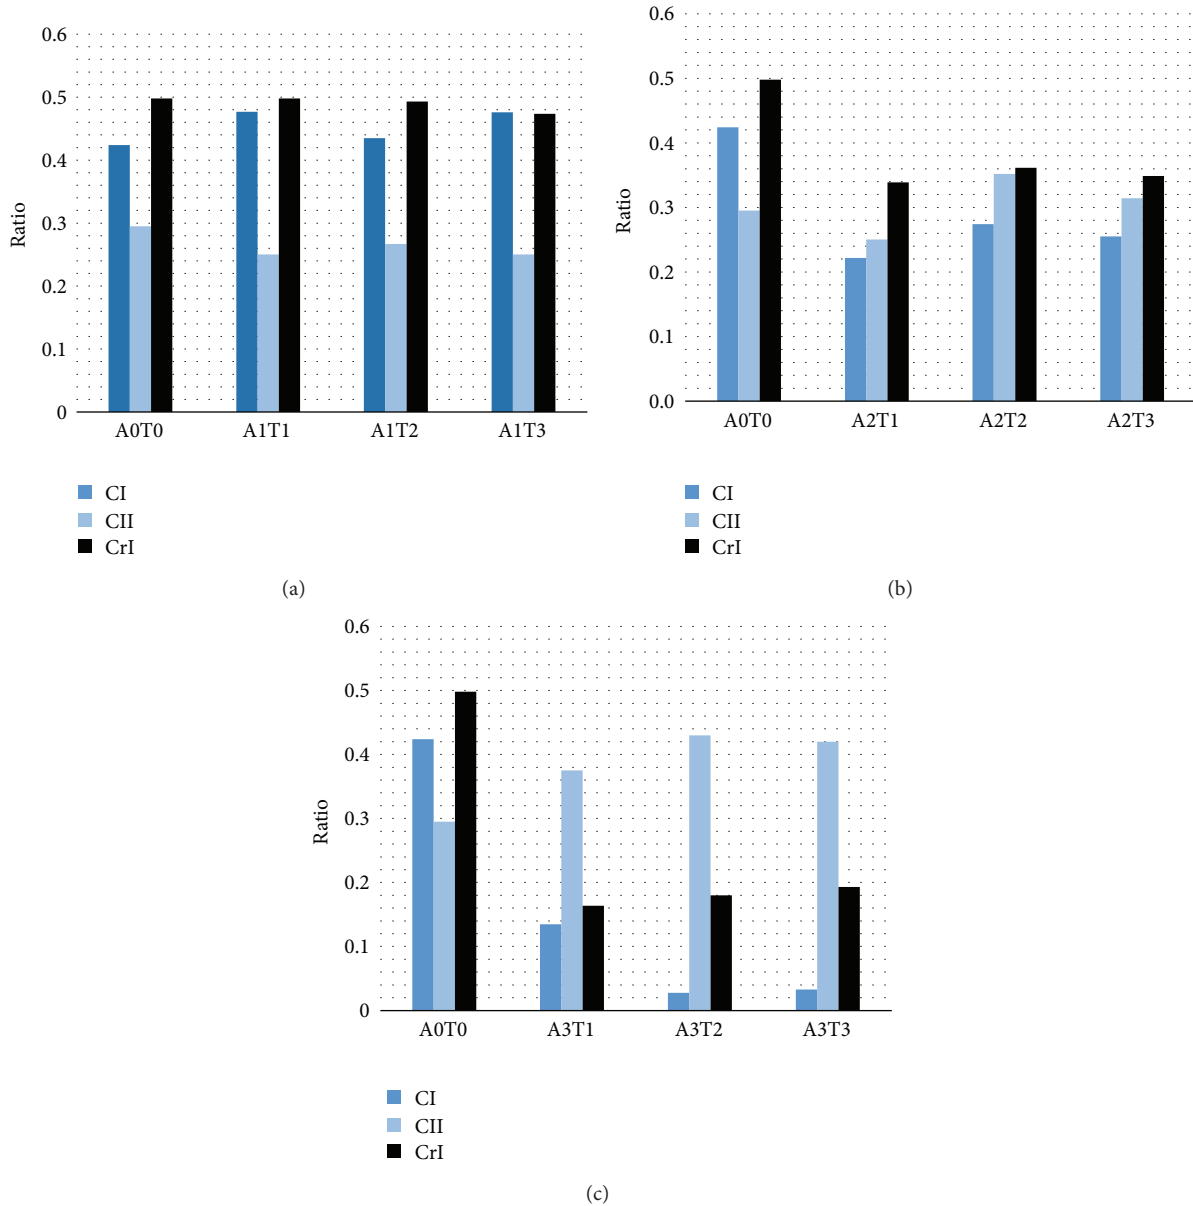 0.6
0.5
0.4
0.3
0.2
0.1
0
Ratio
A0T0 A1T1 A1T2 A1T3
CI
CII
CrI
(a)
0.6
0.5
0.4
0.3
0.2
0.1
0.0
Ratio
A0T0 A2T1 A2T2 A2T3
CI
CII
CrI
(b)
0.6
0.5
0.4
0.3
0.2
0.1
0
Ratio
A0T0 A3T1 A3T2 A3T3
CI
CII
CrI
(c)